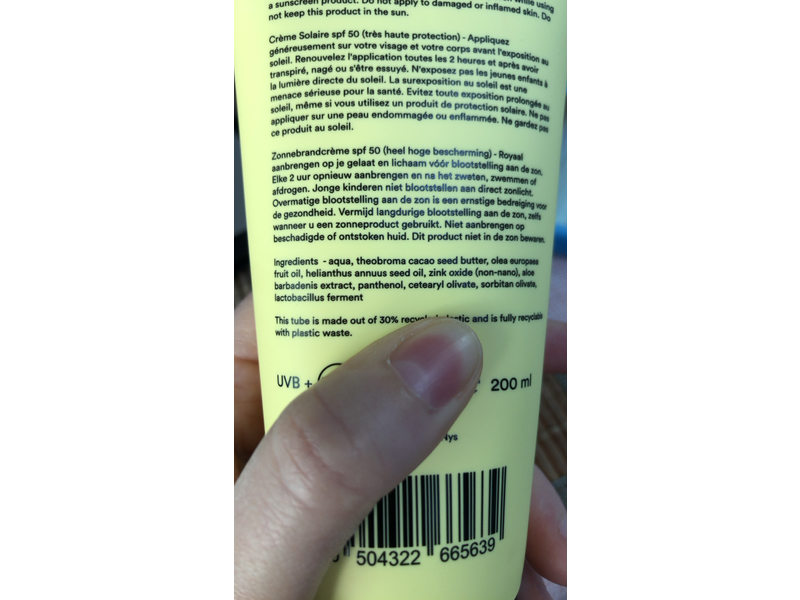 a sunscreen product. Do not apply to damaged or inflamed skin. Do
not keep this product in the sun.
Crème Solaire spf 50 (très haute protection) - Appliquez
généreusement sur votre visage et votre corps avant l'exposition au
soleil. Renouvelez l'application toutes les 2 heures et après avoir
transpiré, nagé ou s'être essuyé. N'exposez pas les jeunes enfants à
la lumière directe du soleil. La surexposition au soleil est une
menace sérieuse pour la santé. Evitez toute exposition prolongée au
soleil, même si vous utilisez un produit de protection solaire. Ne pas
appliquer sur une peau endommagée ou enflammée. Ne gardez pas
ce produit au soleil.
Zonnebrandcrème spf 50 (heel hoge bescherming) - Royaal
aanbrengen op je gelaat en lichaam vóór blootstelling aan de zon.
Elke 2 uur opnieuw aanbrengen en na het zweten, zwemmen of
afdrogen. Jonge kinderen niet blootstellen aan direct zonlicht.
Overmatige blootstelling aan de zon is een ernstige bedreiging voor
de gezondheid. Vermijd langdurige blootstelling aan de zon, zelfs
wanneer u een zonneproduct gebruikt. Niet aanbrengen op
beschadigde of ontstoken huid. Dit product niet in de zon bewaren.
Ingredients - aqua, theobroma cacao seed butter, olea europaea
fruit oil, helianthus annuus seed oil, zink oxide (non-nano), aloe
barbadenis extract, panthenol, cetearyl olivate, sorbitan olivate,
lactobacillus ferment
This tube is made out of 30% and is fully recyclable
with plastic waste.
UVB + 200 ml
Nys
504322 665639